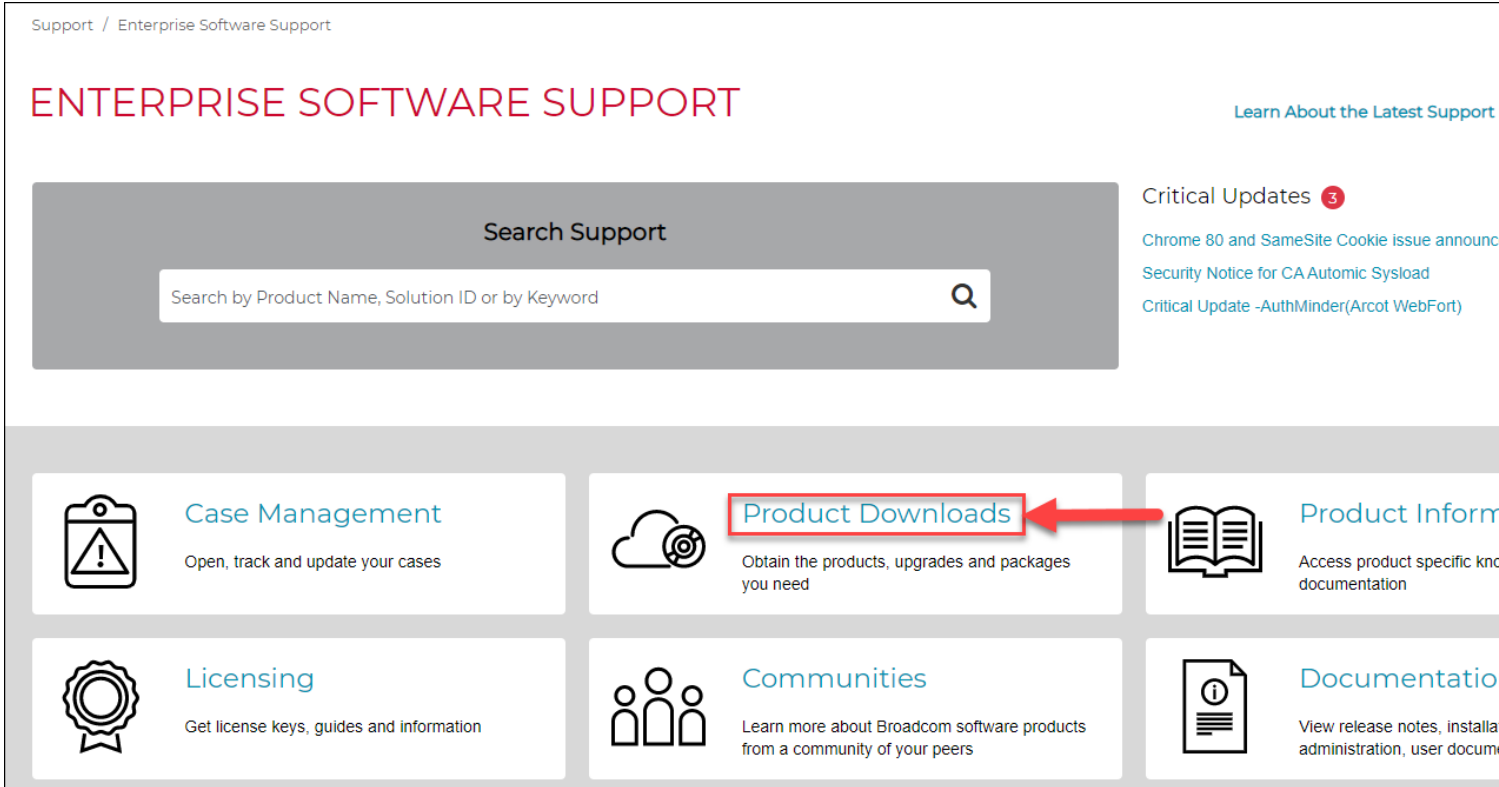 Support / Enterprise Software Support
ENTERPRISE SOFTWARE SUPPORT
Learn About the Latest Support
Search Support
Search by Product Name, Solution ID or by Keyword
Critical Updates 3
Chrome 80 and SameSite Cookie issue announc
Security Notice for CA Automic Sysload
Critical Update -AuthMinder(Arcot WebFort)
Case Management
Open, track and update your cases
Product Downloads
Obtain the products, upgrades and packages
you need
Product Inform
Access product specific kno
documentation
Licensing
Get license keys, guides and information
Communities
Learn more about Broadcom software products
from a community of your peers
Documentatio
View release notes, installa
administration, user docume